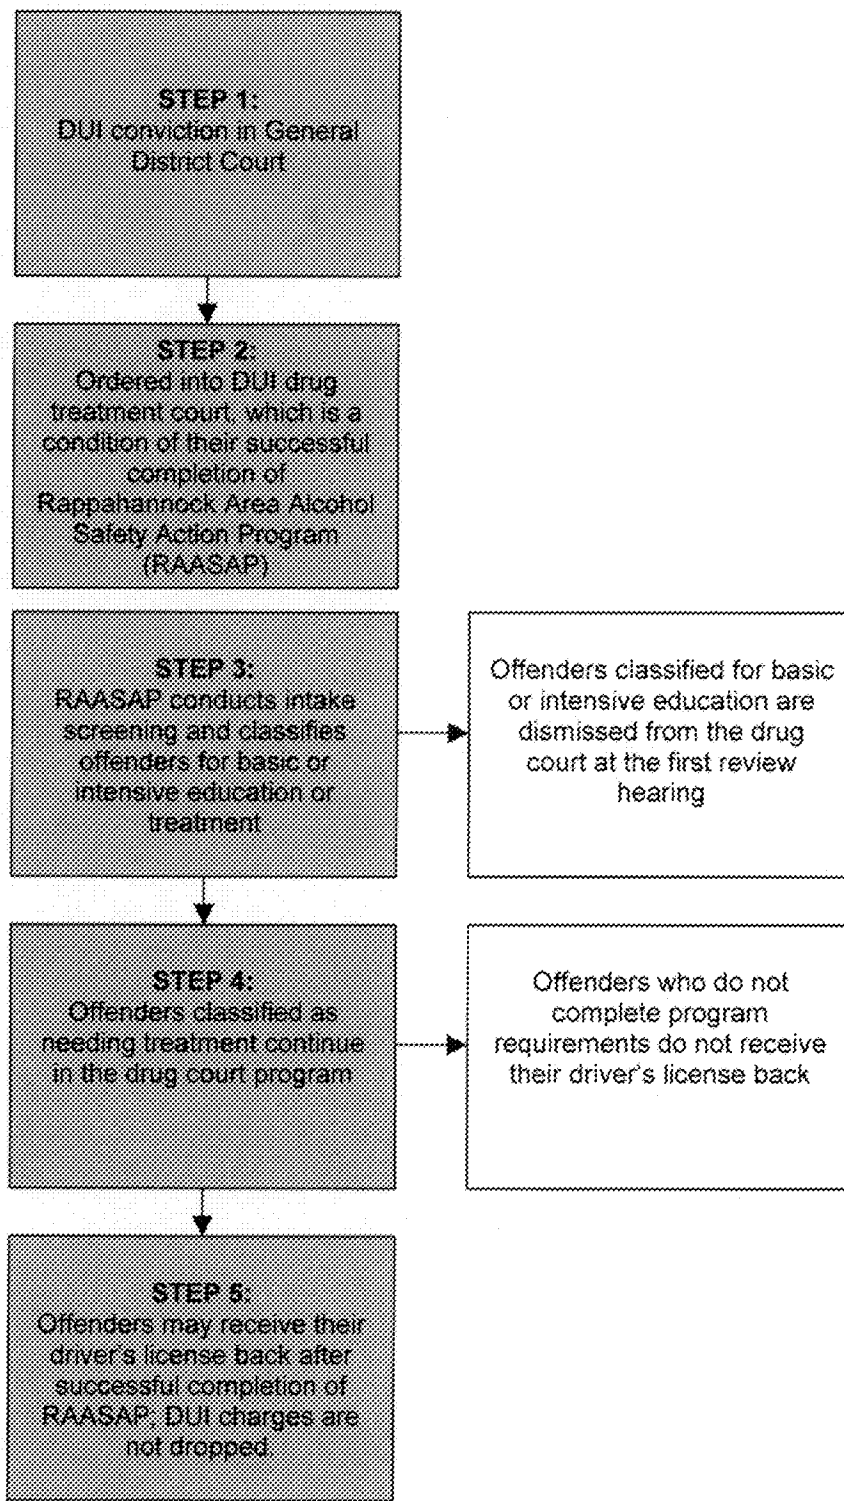 STEP 1:
DUI conviction in General
District Court
STEP 2:
Ordered into DUI drug
treatment court, which is a
condition of their successful
completion of
Rappahannock Area Alcohol
Safety Action Program
(RAASAP)
STEP 3:
RAASAP conducts intake
screening and classifies
offenders for basic or
intensive education or
treatment
Offenders classified for basic
or intensive education are
dismissed from the drug
court at the first review
hearing
STEP 4:
Offenders classified as
needing treatment continue
in the drug court program
Offenders who do not
complete program
requirements do not receive
their driver's license back
STEP 5:
Offenders may receive their
driver's license back after
successful completion of
RAASAP; DUI charges are
not dropped.